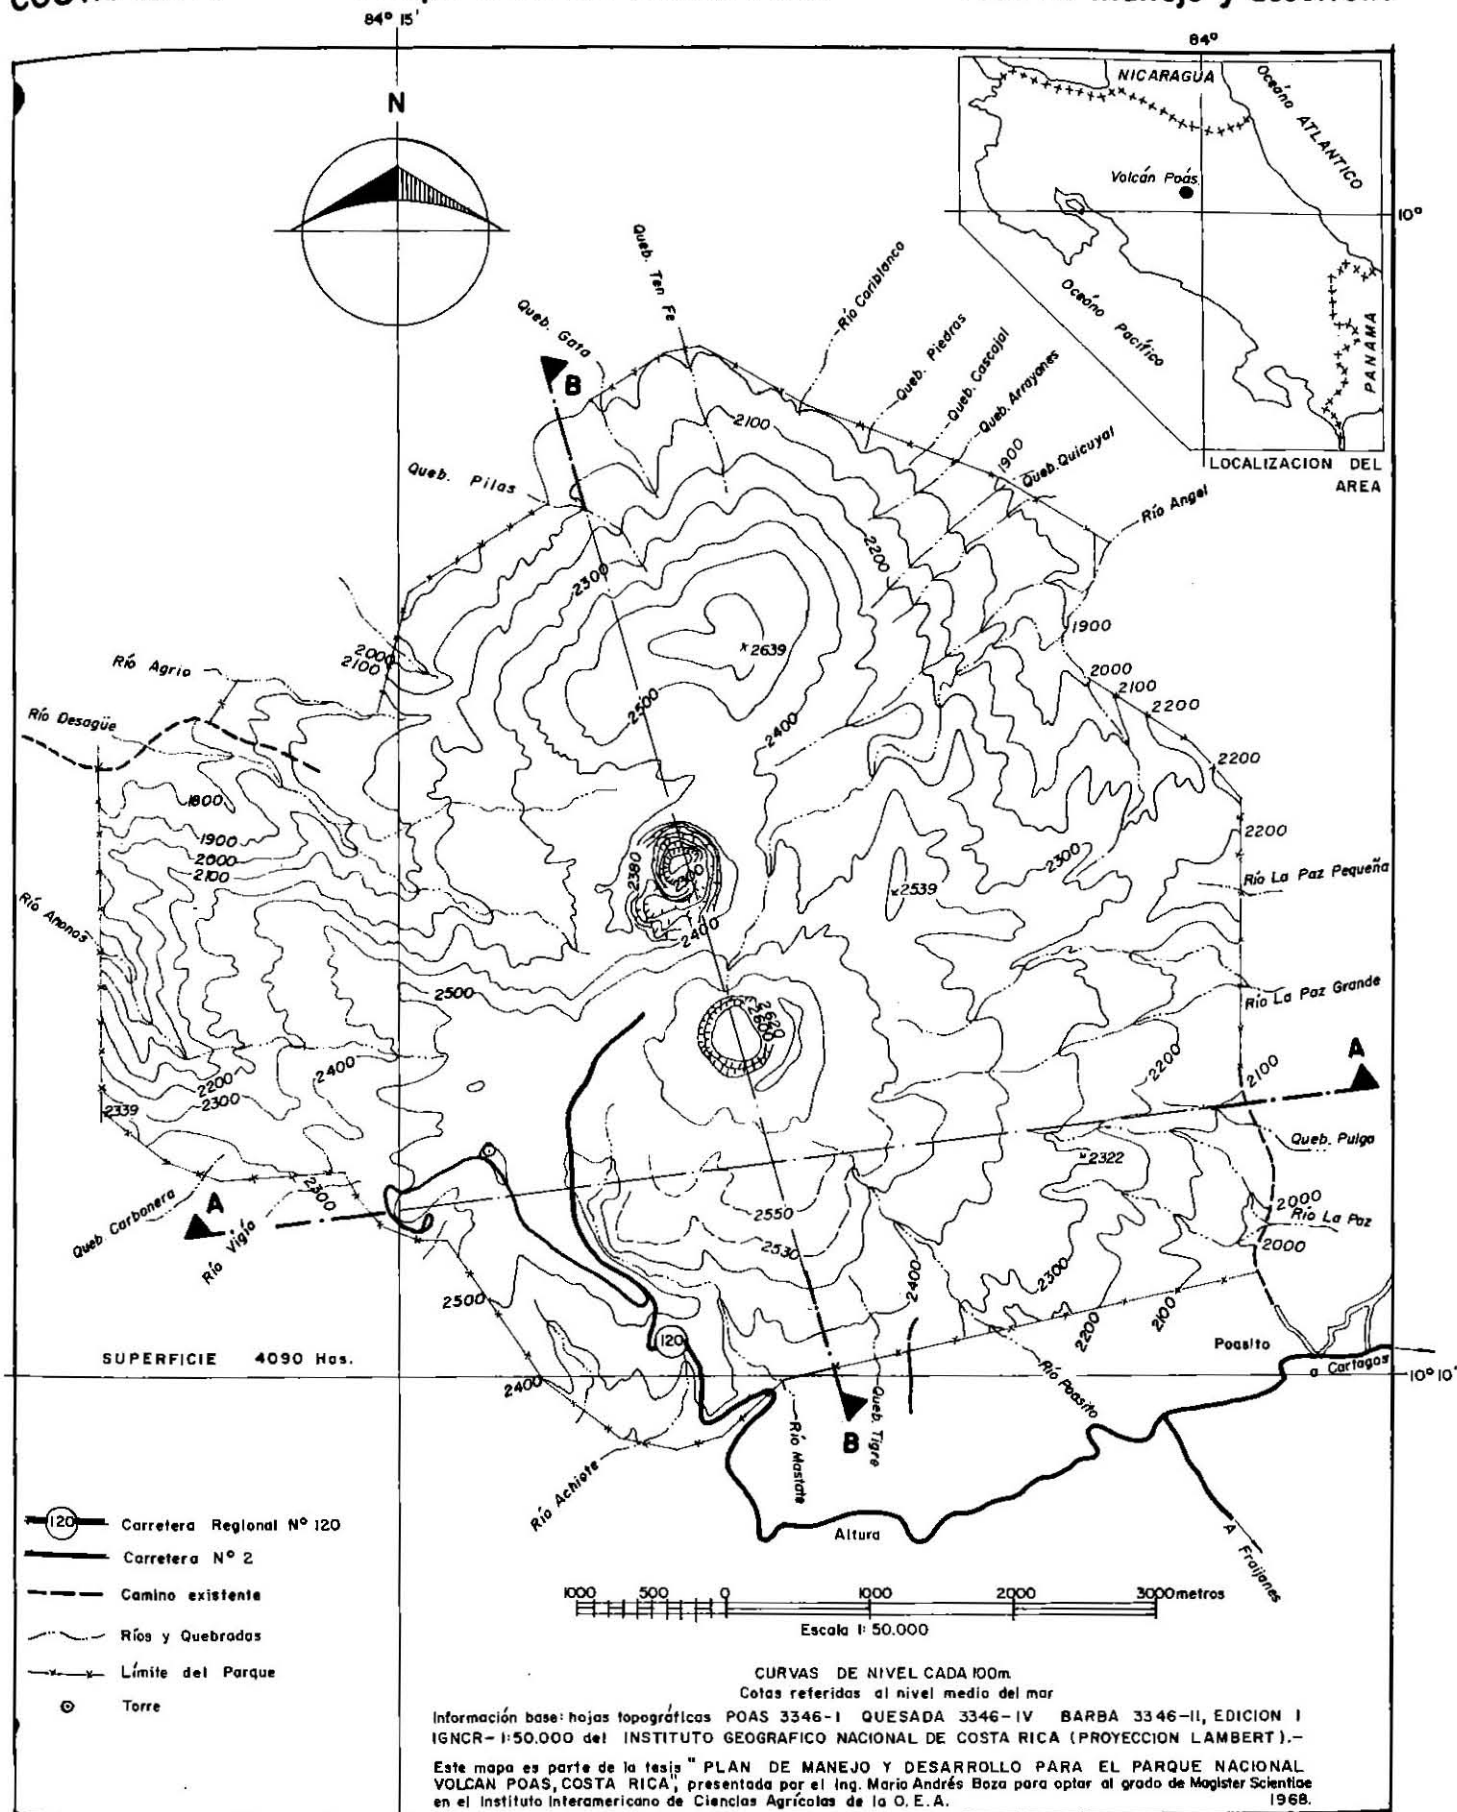 84° 15'
84°
N
NICARAGUA
Océano ATLANTICO
Volcán Poás
10°
Océano Pacífico
PANAMA
LOCALIZACION DEL
AREA
Queb. Ten Fe
Queb. Gata
B
Río Cariblanco
Queb. Piedras
Queb. Cascajal
Queb. Arrayanes
1900
Queb. Quicuyal
Río Angel
2100
Queb. Pilas
2200
2300
2639
1900
2000
2100
Río Agrio
2000
2100
2200
2500
2400
Río Desagüe
2200
1800
1900
2000
2100
2200
2380
2300
2300
2539
Río La Paz Pequeña
Río Anonos
2400
Río La Paz Grande
2500
2620
2600
A
2400
2200
2100
2200
2300
2339
Queb. Pulga
2322
2300
Queb. Carbonera
A
Río Vigía
2550
2000
Río La Paz
2530
2000
2400
2300
2500
2200
2100
120
Poasito
SUPERFICIE 4090 Has.
a Cartagos
10° 10'
2400
Río Poasito
B
Queb. Tigre
Río Mastate
Río Achiote
Altura
A Fraijanes
120 Carretera Regional N° 120
Carretera N° 2
Camino existente
Ríos y Quebradas
Límite del Parque
Torre
1000 500 0 1000 2000 3000 metros
Escala 1: 50.000
CURVAS DE NIVEL CADA 100m
Cotas referidas al nivel medio del mar
Información base: hojas topográficas POAS 3346-I QUESADA 3346-IV BARBA 3346-II, EDICION I
IGNCR- 1:50.000 del INSTITUTO GEOGRAFICO NACIONAL DE COSTA RICA (PROYECCION LAMBERT).-
Este mapa es parte de la tesis " PLAN DE MANEJO Y DESARROLLO PARA EL PARQUE NACIONAL
VOLCAN POAS, COSTA RICA", presentada por el Ing. Mario Andrés Boza para optar al grado de Magister Scientiae
en el Instituto Interamericano de Ciencias Agrícolas de la O. E. A. 1968.